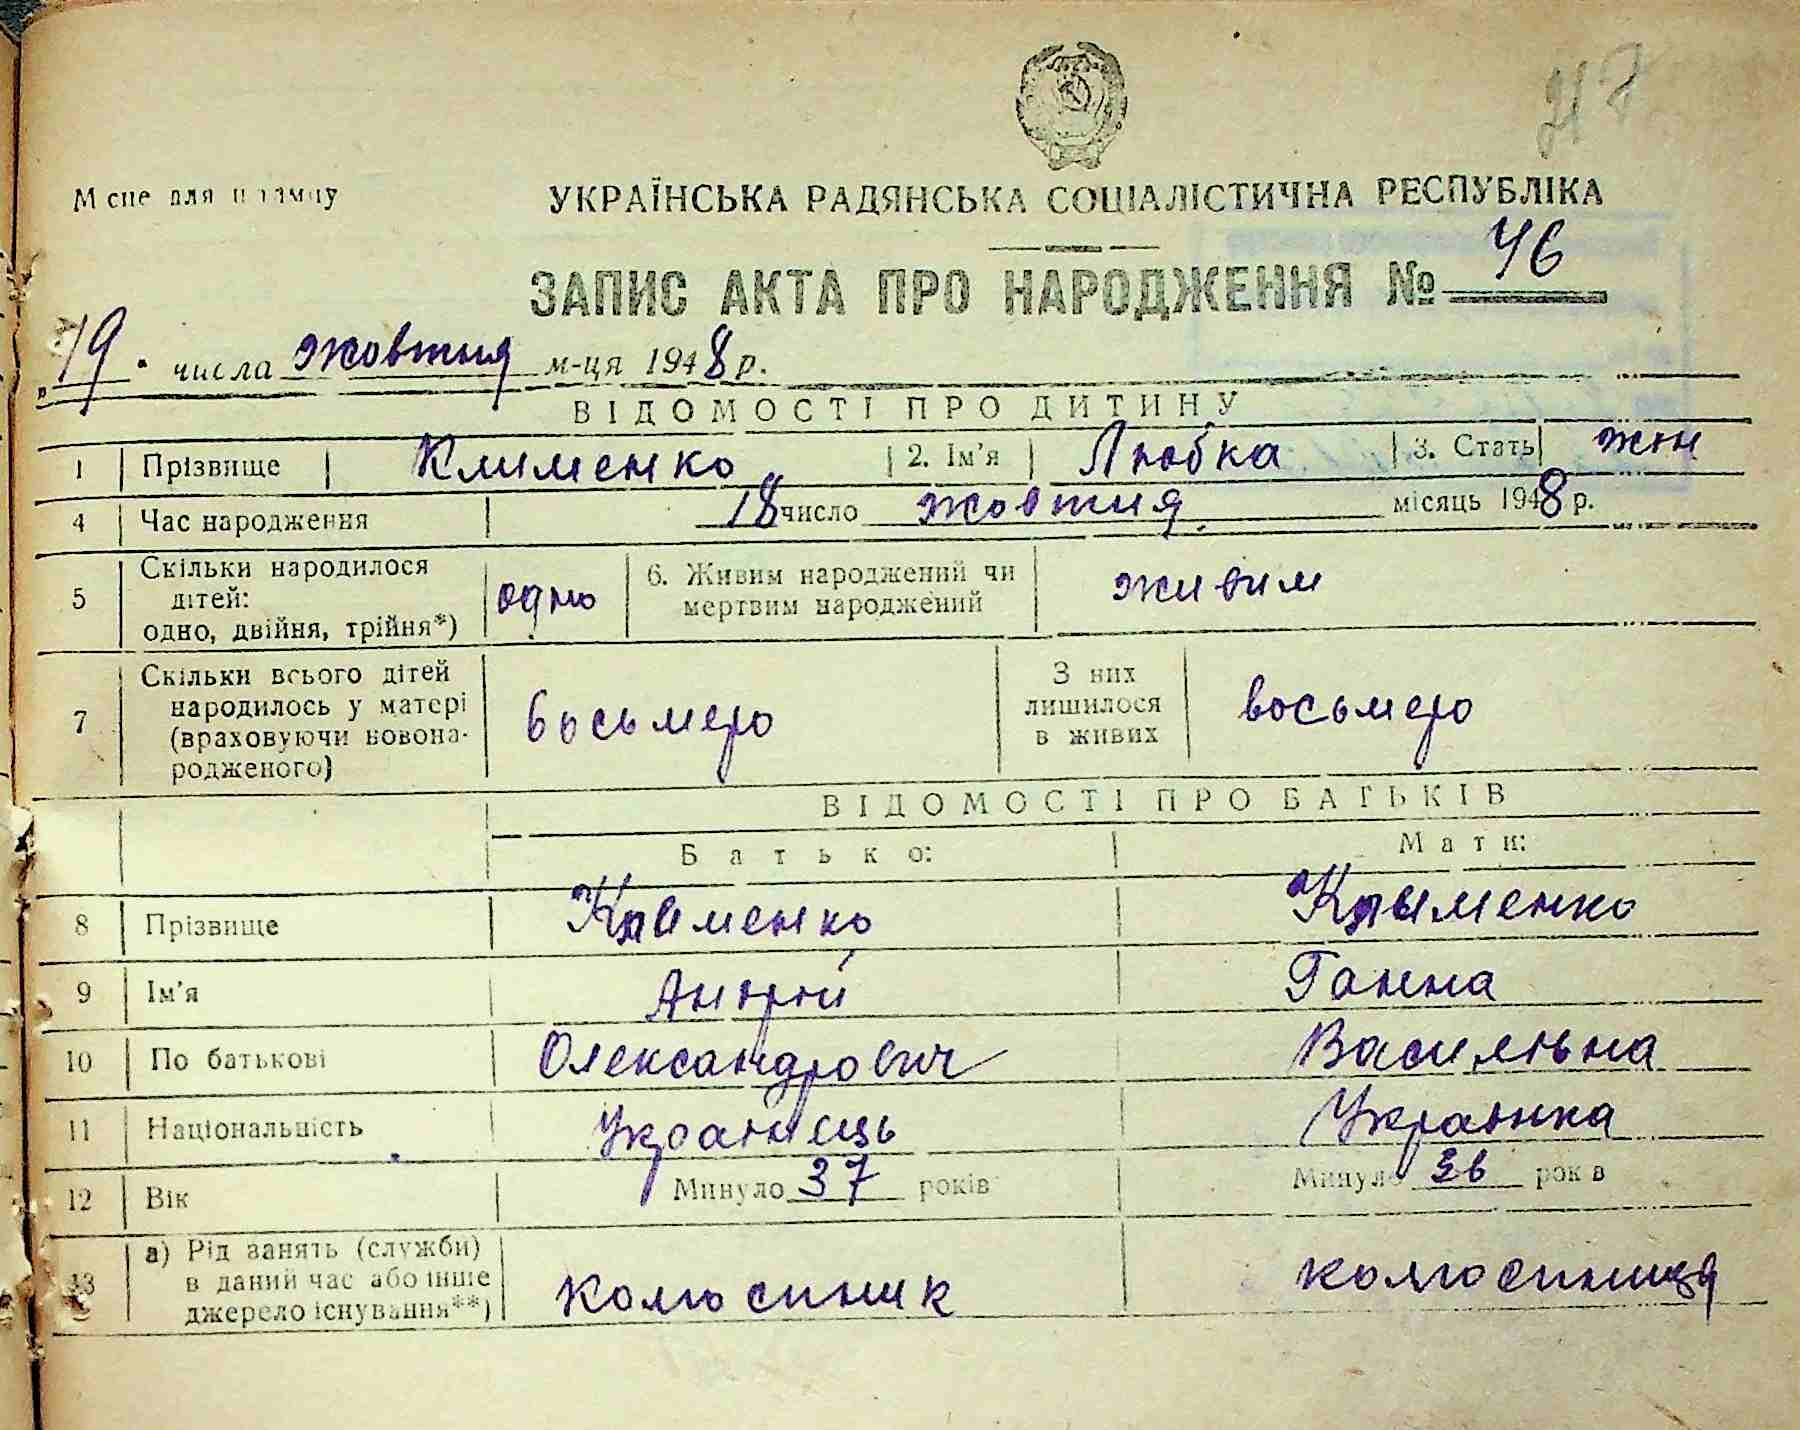 Місце для штампу
УКРАЇНСЬКА РАДЯНСЬКА СОЦІАЛІСТИЧНА РЕСПУБЛІКА
ЗАПИС АКТА ПРО НАРОДЖЕННЯ № 46
„19" числа жовтня м-ця 1948 р.
ВІДОМОСТІ ПРО ДИТИНУ
1 Прізвище Клименко 2. Ім'я Любка 3. Стать жін
4 Час народження 18 число жовтня місяць 1948 р.
5 Скільки народилося дітей: одно, двійня, трійня*) одно 6. Живим народжений чи мертвим народжений живим
7 Скільки всього дітей народилось у матері (враховуючи новонародженого) восьмеро З них лишилося в живих восьмеро
ВІДОМОСТІ ПРО БАТЬКІВ
Батько: Мати:
8 Прізвище Клименко Клыменко
9 Ім'я Андрій Ганна
10 По батькові Олександрович Василівна
11 Національність Українець Українка
12 Вік Минуло 37 років Минуло 36 років
13 а) Рід занять (служби) в даний час або інше джерело існування**) колгоспник колгоспниця